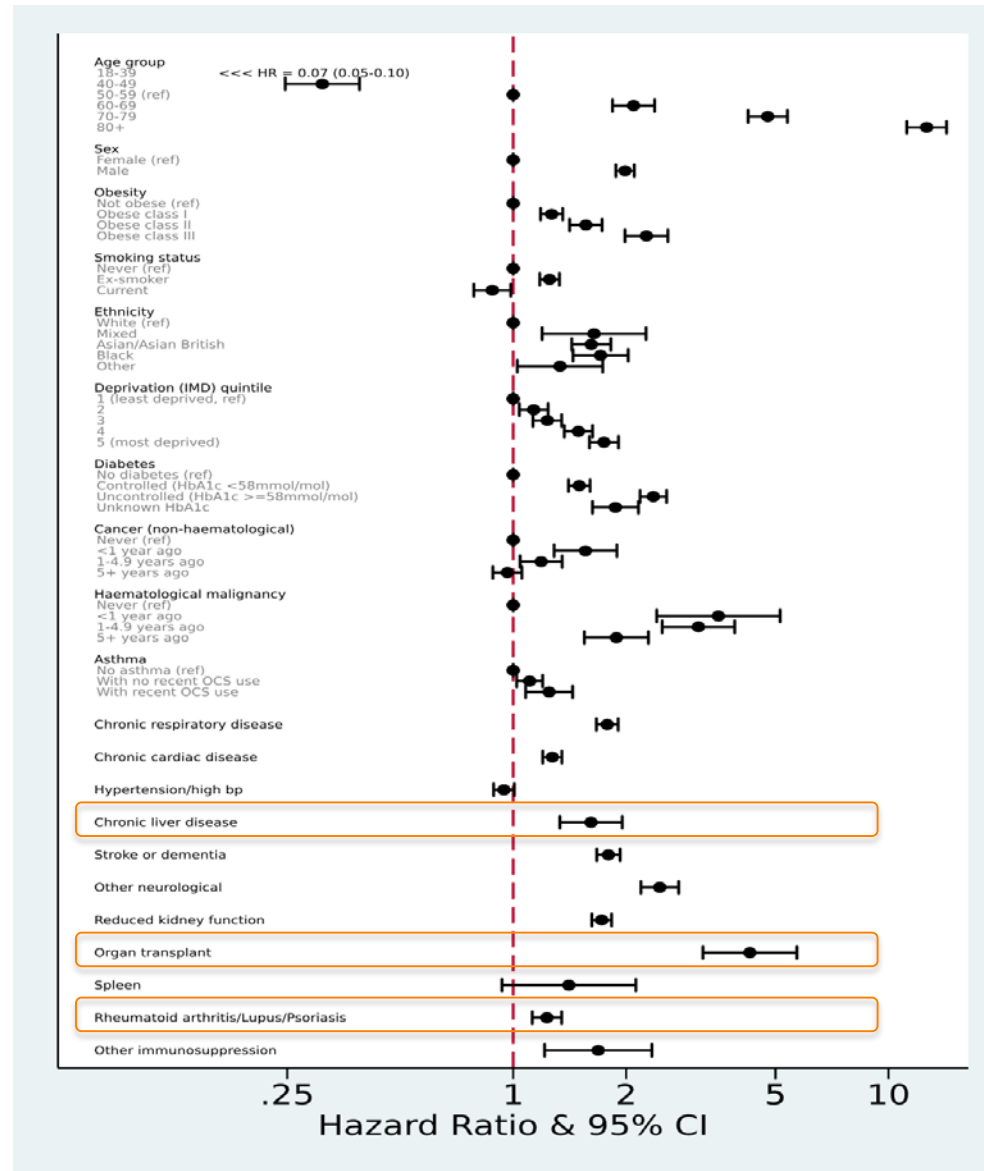 Age group
18-39 <<< HR = 0.07 (0.05-0.10)
40-49
50-59 (ref)
60-69
70-79
80+
Sex
Female (ref)
Male
Obesity
Not obese (ref)
Obese class I
Obese class II
Obese class III
Smoking status
Never (ref)
Ex-smoker
Current
Ethnicity
White (ref)
Mixed
Asian/Asian British
Black
Other
Deprivation (IMD) quintile
1 (least deprived, ref)
2
3
4
5 (most deprived)
Diabetes
No diabetes (ref)
Controlled (HbA1c <58mmol/mol)
Uncontrolled (HbA1c >=58mmol/mol)
Unknown HbA1c
Cancer (non-haematological)
Never (ref)
<1 year ago
1-4.9 years ago
5+ years ago
Haematological malignancy
Never (ref)
<1 year ago
1-4.9 years ago
5+ years ago
Asthma
No asthma (ref)
With no recent OCS use
With recent OCS use
Chronic respiratory disease
Chronic cardiac disease
Hypertension/high bp
Chronic liver disease
Stroke or dementia
Other neurological
Reduced kidney function
Organ transplant
Spleen
Rheumatoid arthritis/Lupus/Psoriasis
Other immunosuppression
.25 1 2 5 10
Hazard Ratio & 95% CI